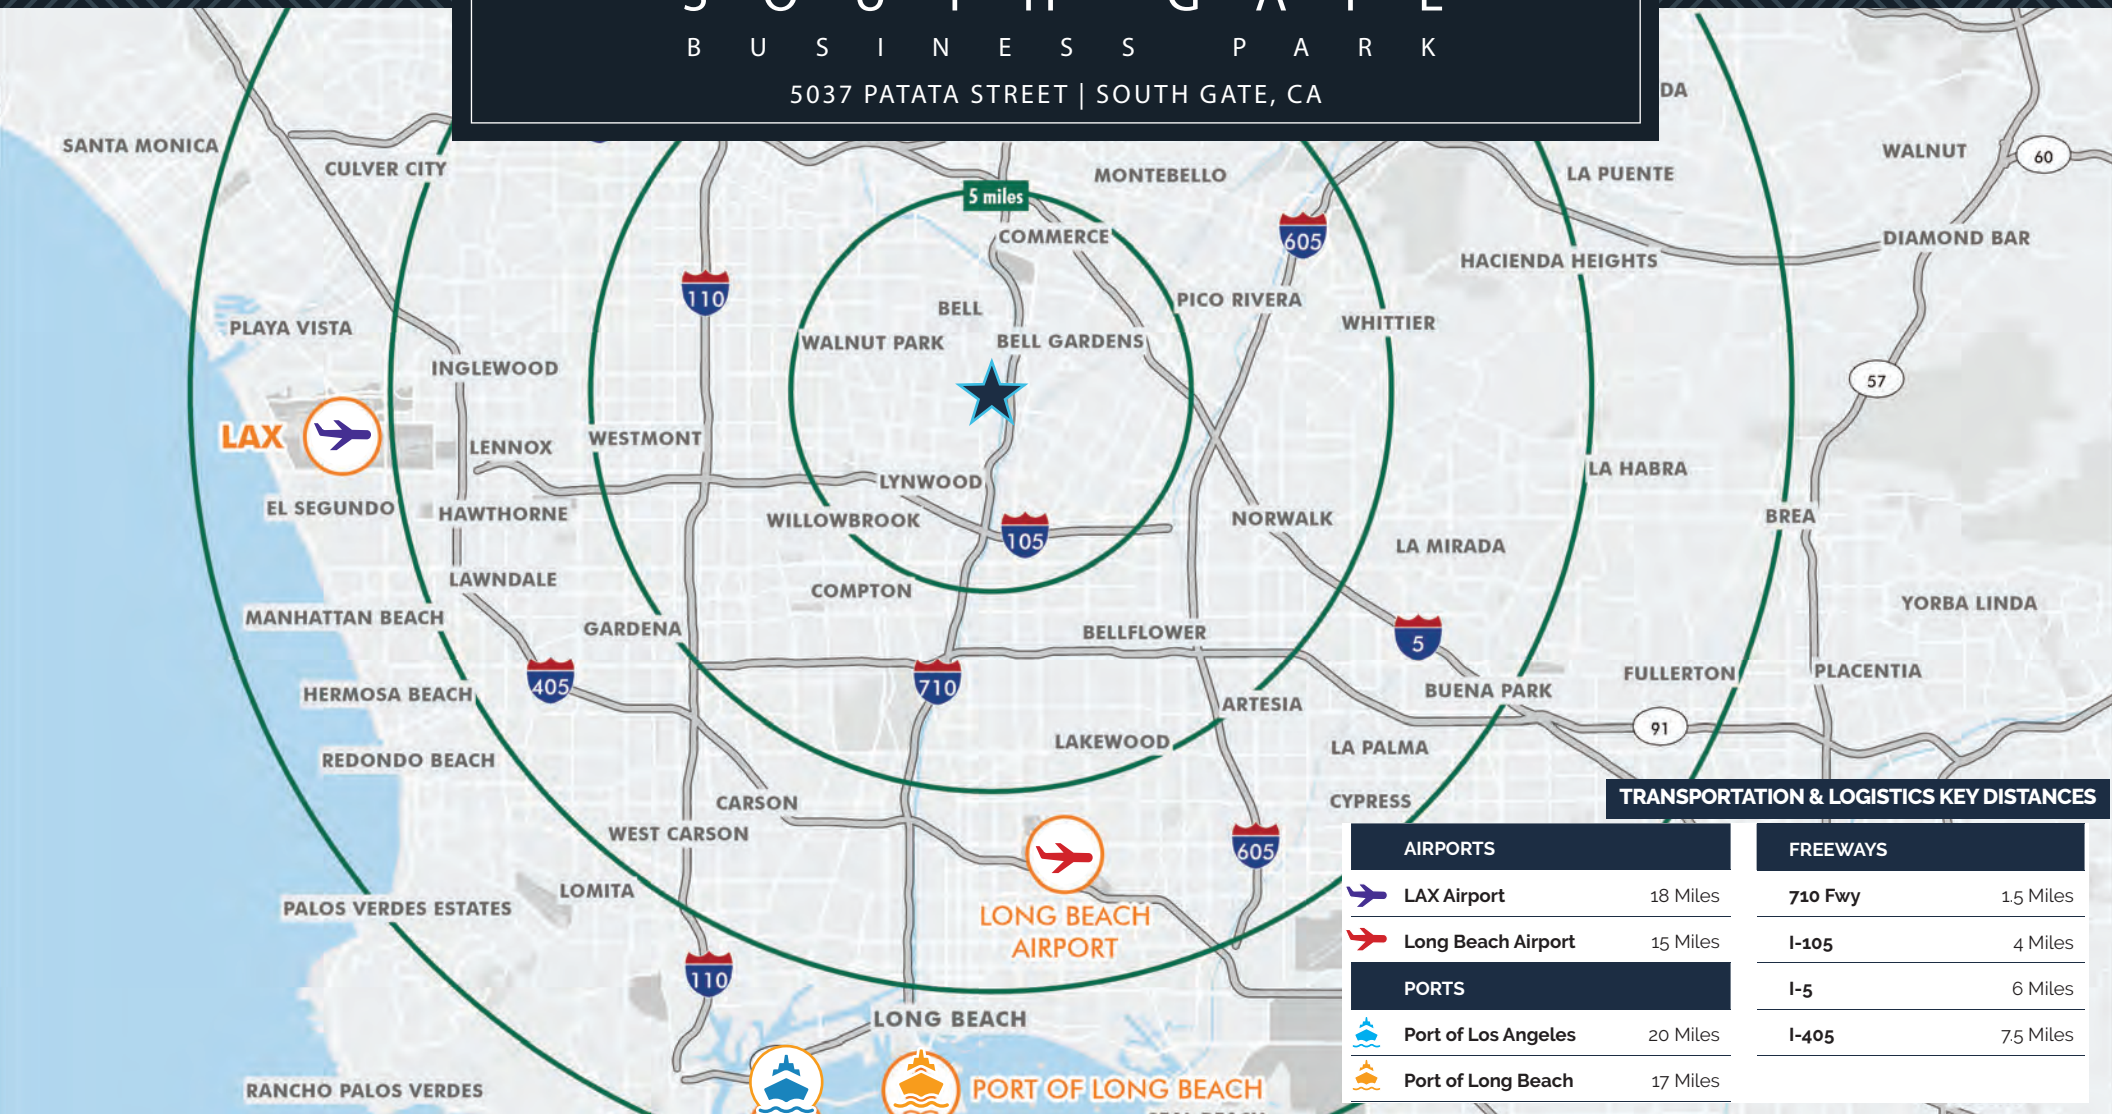 SOUTH GATE
BUSINESS PARK
5037 PATATA STREET | SOUTH GATE, CA
DA
SANTA MONICA
CULVER CITY
MONTEBELLO
LA PUENTE
WALNUT
60
5 miles
COMMERCE
605
HACIENDA HEIGHTS
DIAMOND BAR
110
BELL
PICO RIVERA
WHITTIER
PLAYA VISTA
WALNUT PARK
BELL GARDENS
INGLEWOOD
57
LAX
LENNOX
WESTMONT
LA HABRA
LYNWOOD
EL SEGUNDO
HAWTHORNE
WILLOWBROOK
105
NORWALK
BREA
LA MIRADA
LAWNDALE
COMPTON
YORBA LINDA
MANHATTAN BEACH
GARDENA
BELLFLOWER
5
405
710
HERMOSA BEACH
BUENA PARK
FULLERTON
PLACENTIA
ARTESIA
91
REDONDO BEACH
LAKEWOOD
LA PALMA
CARSON
CYPRESS
WEST CARSON
605
LOMITA
PALOS VERDES ESTATES
LONG BEACH
AIRPORT
110
LONG BEACH
RANCHO PALOS VERDES
PORT OF LONG BEACH
TRANSPORTATION & LOGISTICS KEY DISTANCES
AIRPORTS
LAX Airport 18 Miles
Long Beach Airport 15 Miles
PORTS
Port of Los Angeles 20 Miles
Port of Long Beach 17 Miles
FREEWAYS
710 Fwy 1.5 Miles
I-105 4 Miles
I-5 6 Miles
I-405 7.5 Miles